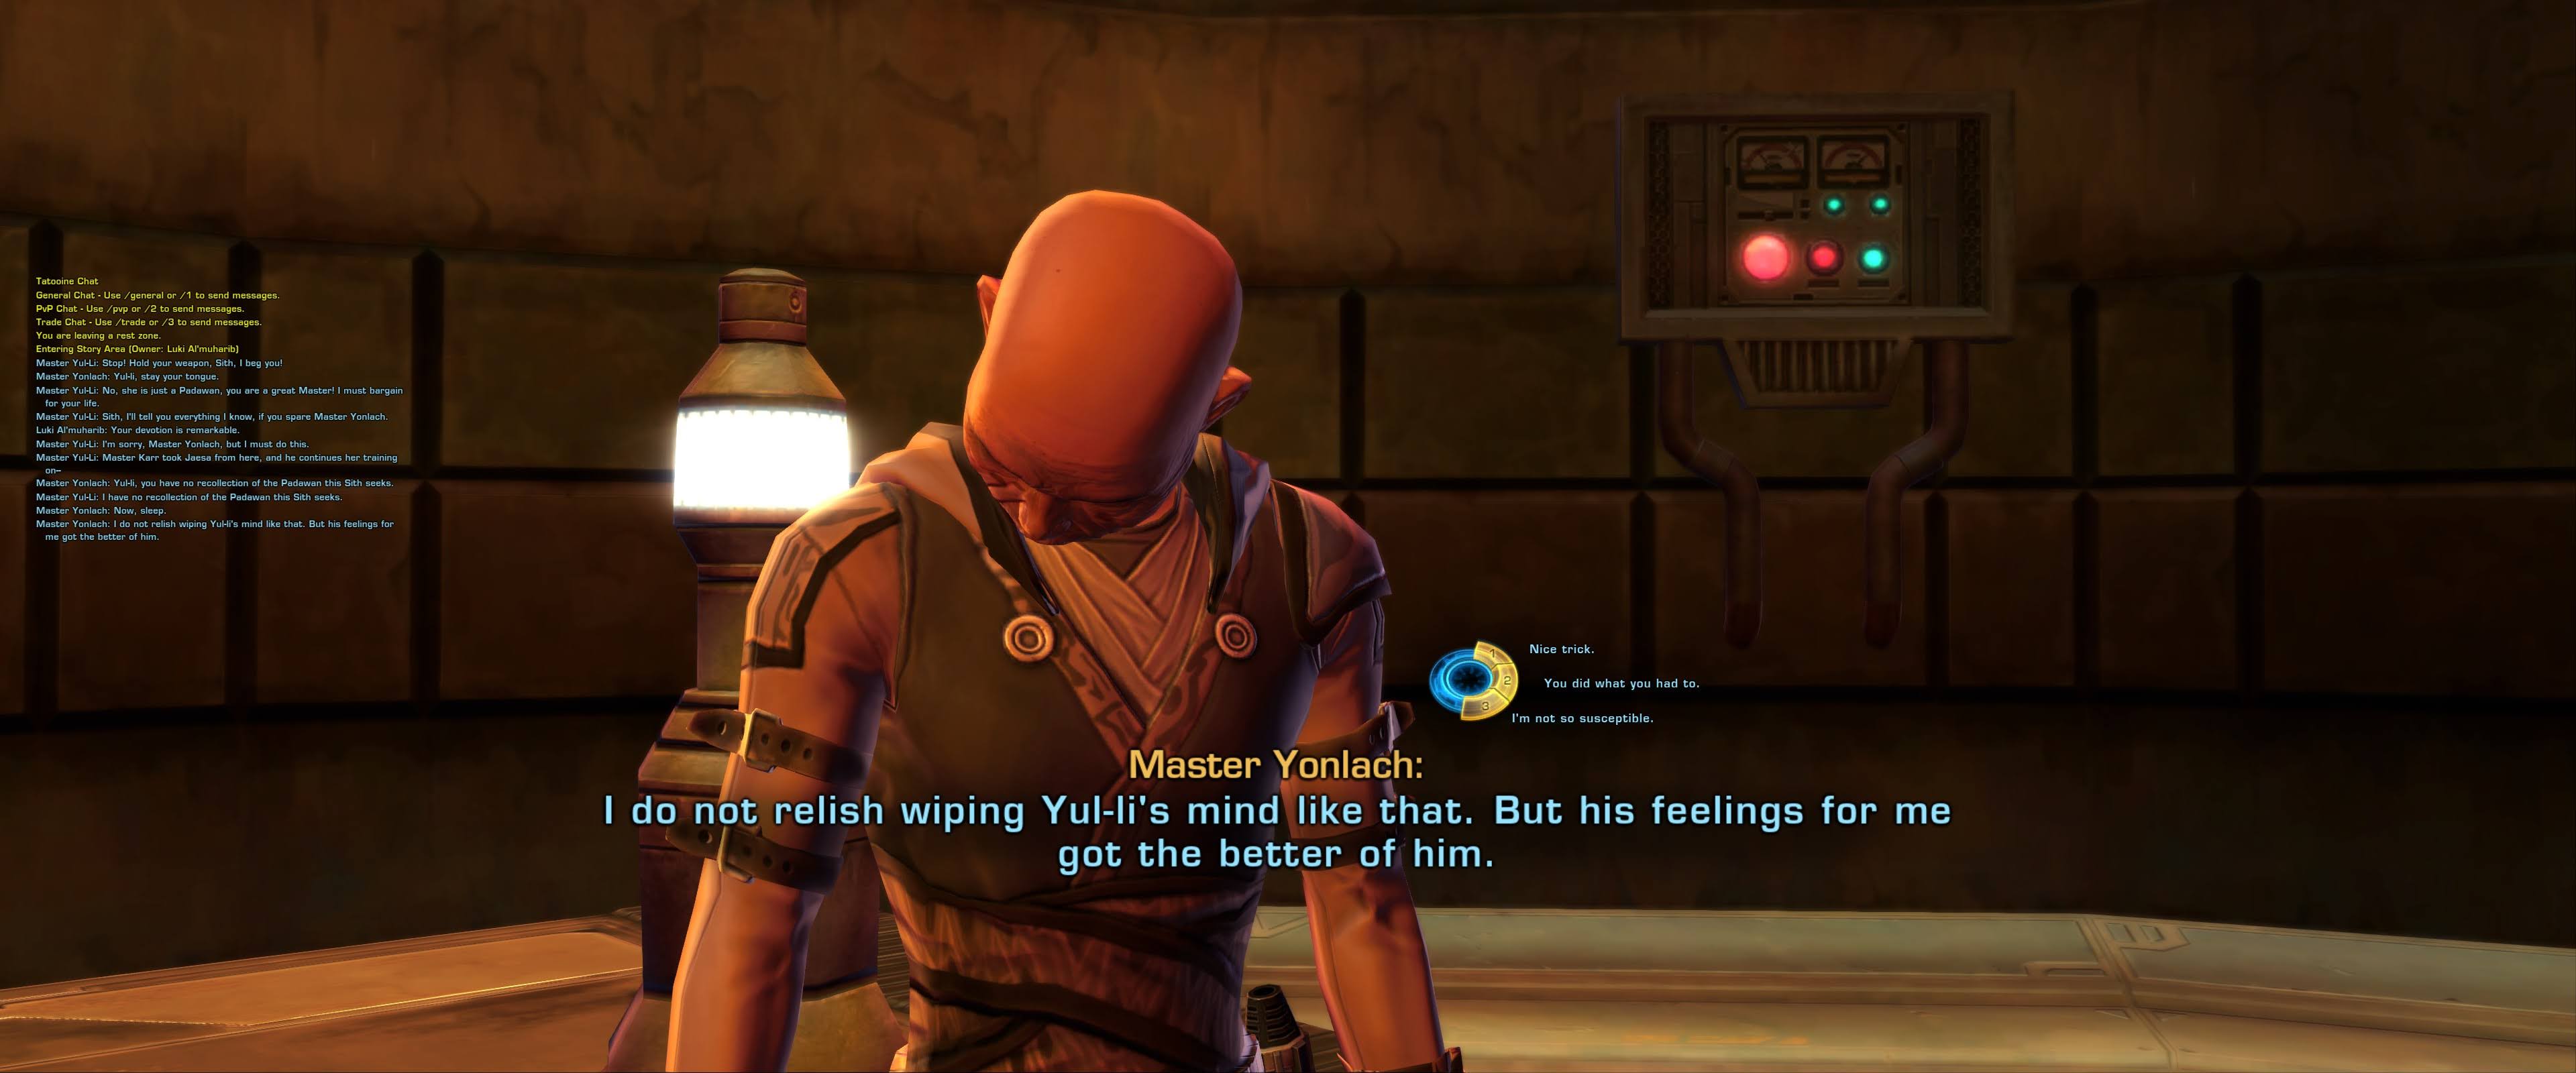 Tatooine Chat
General Chat - Use /general or /1 to send messages.
PvP Chat - Use /pvp or /2 to send messages.
Trade Chat - Use /trade or /3 to send messages.
You are leaving a rest zone.
Entering Story Area (Owner: Luki Al'muharib)
Master Yul-Li: Stop! Hold your weapon, Sith, I beg you!
Master Yonlach: Yul-li, stay your tongue.
Master Yul-Li: No, she is just a Padawan, you are a great Master! I must bargain
for your life.
Master Yul-Li: Sith, I'll tell you everything I know, if you spare Master Yonlach.
Luki Al'muharib: Your devotion is remarkable.
Master Yul-Li: I'm sorry, Master Yonlach, but I must do this.
Master Yul-Li: Master Karr took Jaesa from here, and he continues her training
on--
Master Yonlach: Yul-li, you have no recollection of the Padawan this Sith seeks.
Master Yul-Li: I have no recollection of the Padawan this Sith seeks.
Master Yonlach: Now, sleep.
Master Yonlach: I do not relish wiping Yul-li's mind like that. But his feelings for
me got the better of him.
1 Nice trick.
2 You did what you had to.
3 I'm not so susceptible.
Master Yonlach:
I do not relish wiping Yul-li's mind like that. But his feelings for me
got the better of him.